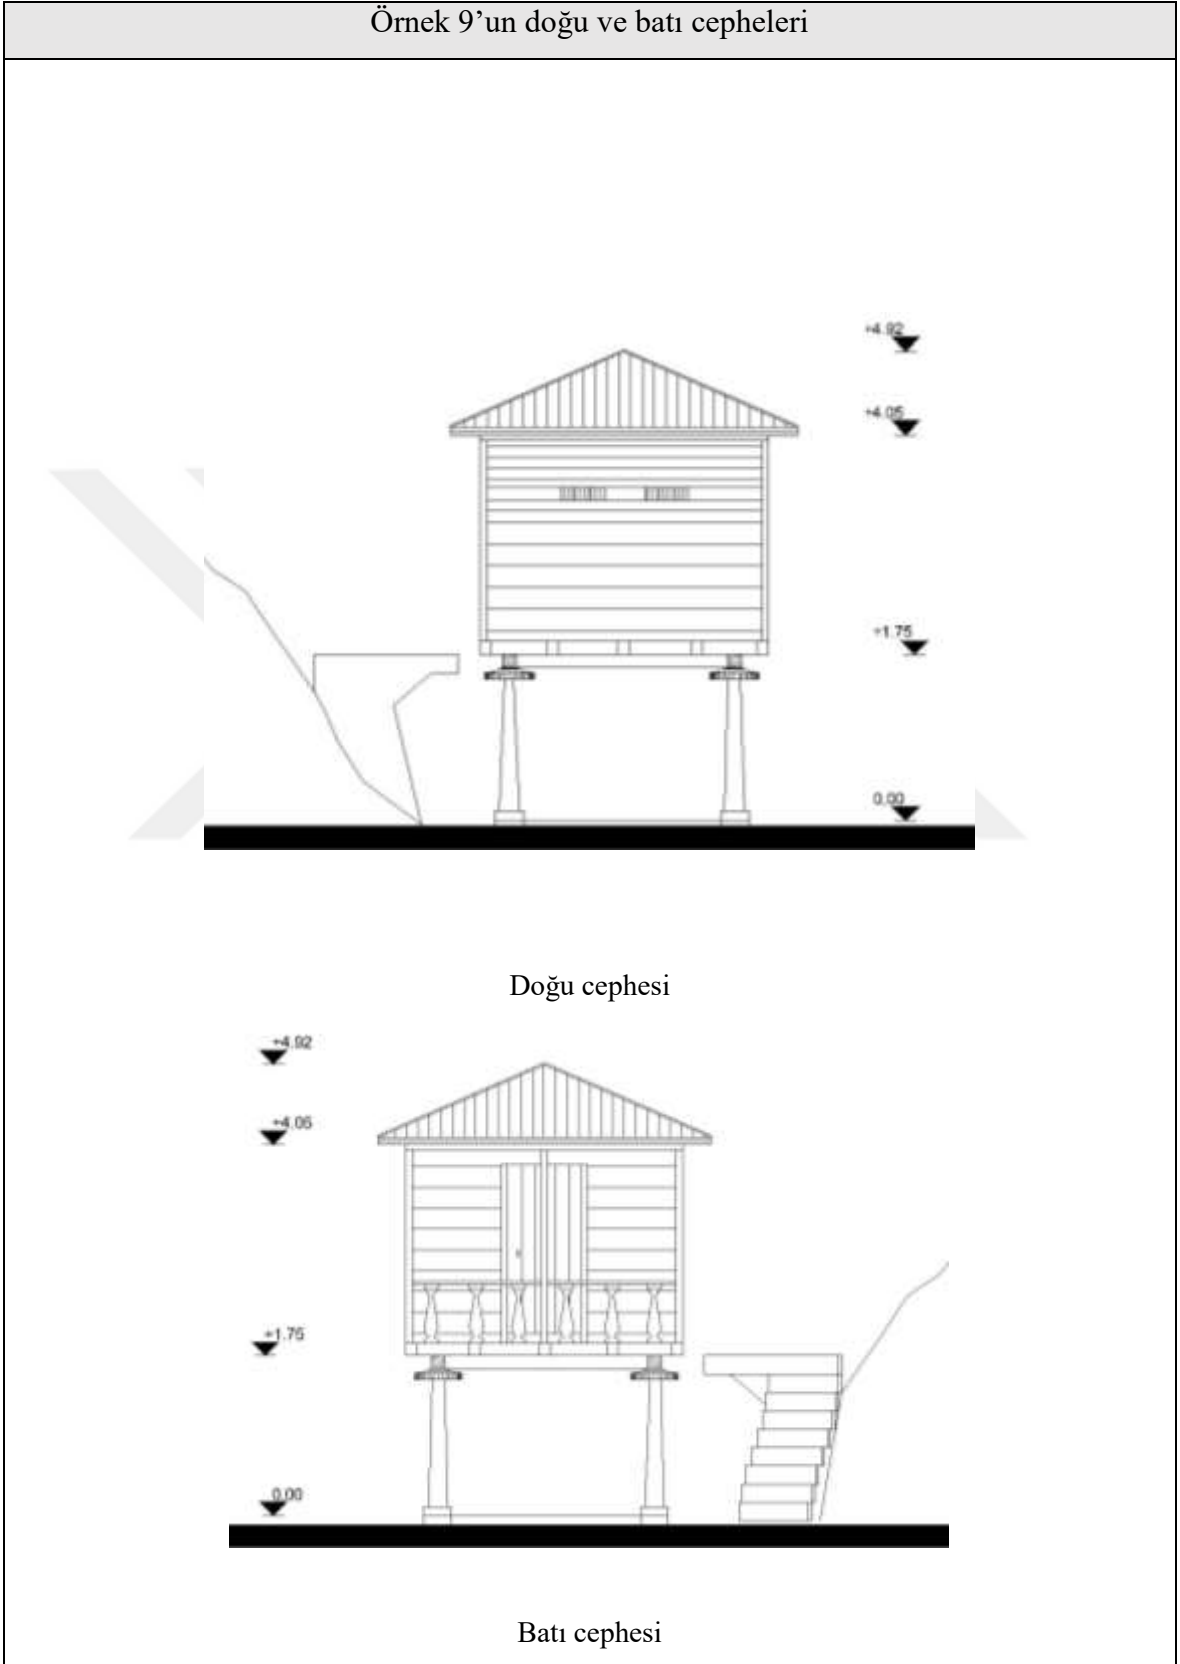 Örnek 9’un doğu ve batı cepheleri
+4.92
+4.05
+1.75
0,00
Doğu cephesi
+4.92
+4.05
+1.75
0,00
Batı cephesi